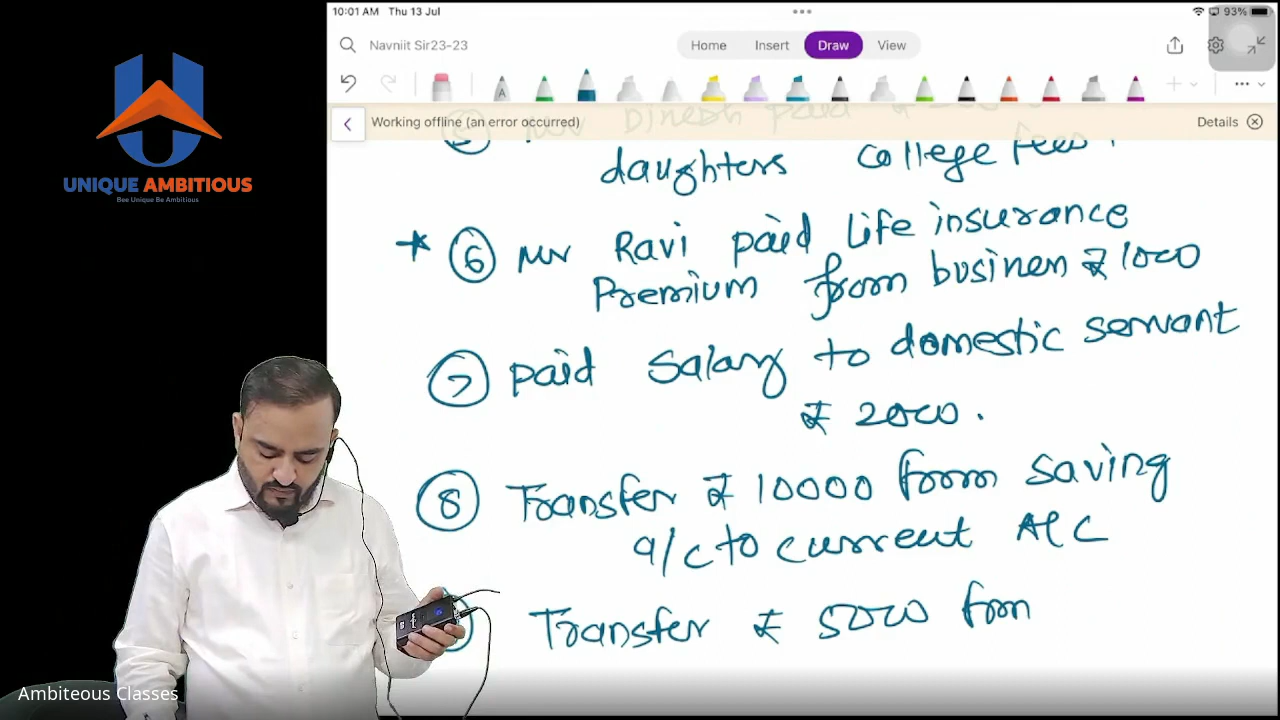 10:01 AM Thu 13 Jul
93%
Navniit Sir23-23
Home Insert Draw View
A
Working offline (an error occurred)
Details
UNIQUE AMBITIOUS
Bee Unique Be Ambitious
Dinesh paid
daughters college fees.
⑥ Mr Ravi paid Life insurance
Premium from business ₹ 1000
⑦ paid salary to domestic servant
₹ 2000.
⑧ Transfer ₹ 10000 from saving
a/c to current A/C
Transfer ₹ 5000 from
Ambiteous Classes